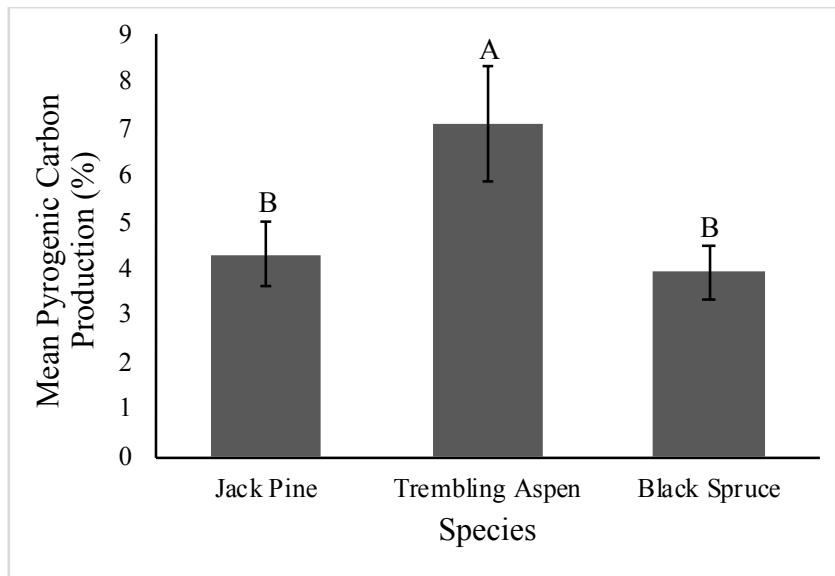 Mean Pyrogenic Carbon
Production (%)
9
8
7
6
5
4
3
2
1
0
B
A
B
Jack Pine
Trembling Aspen
Black Spruce
Species